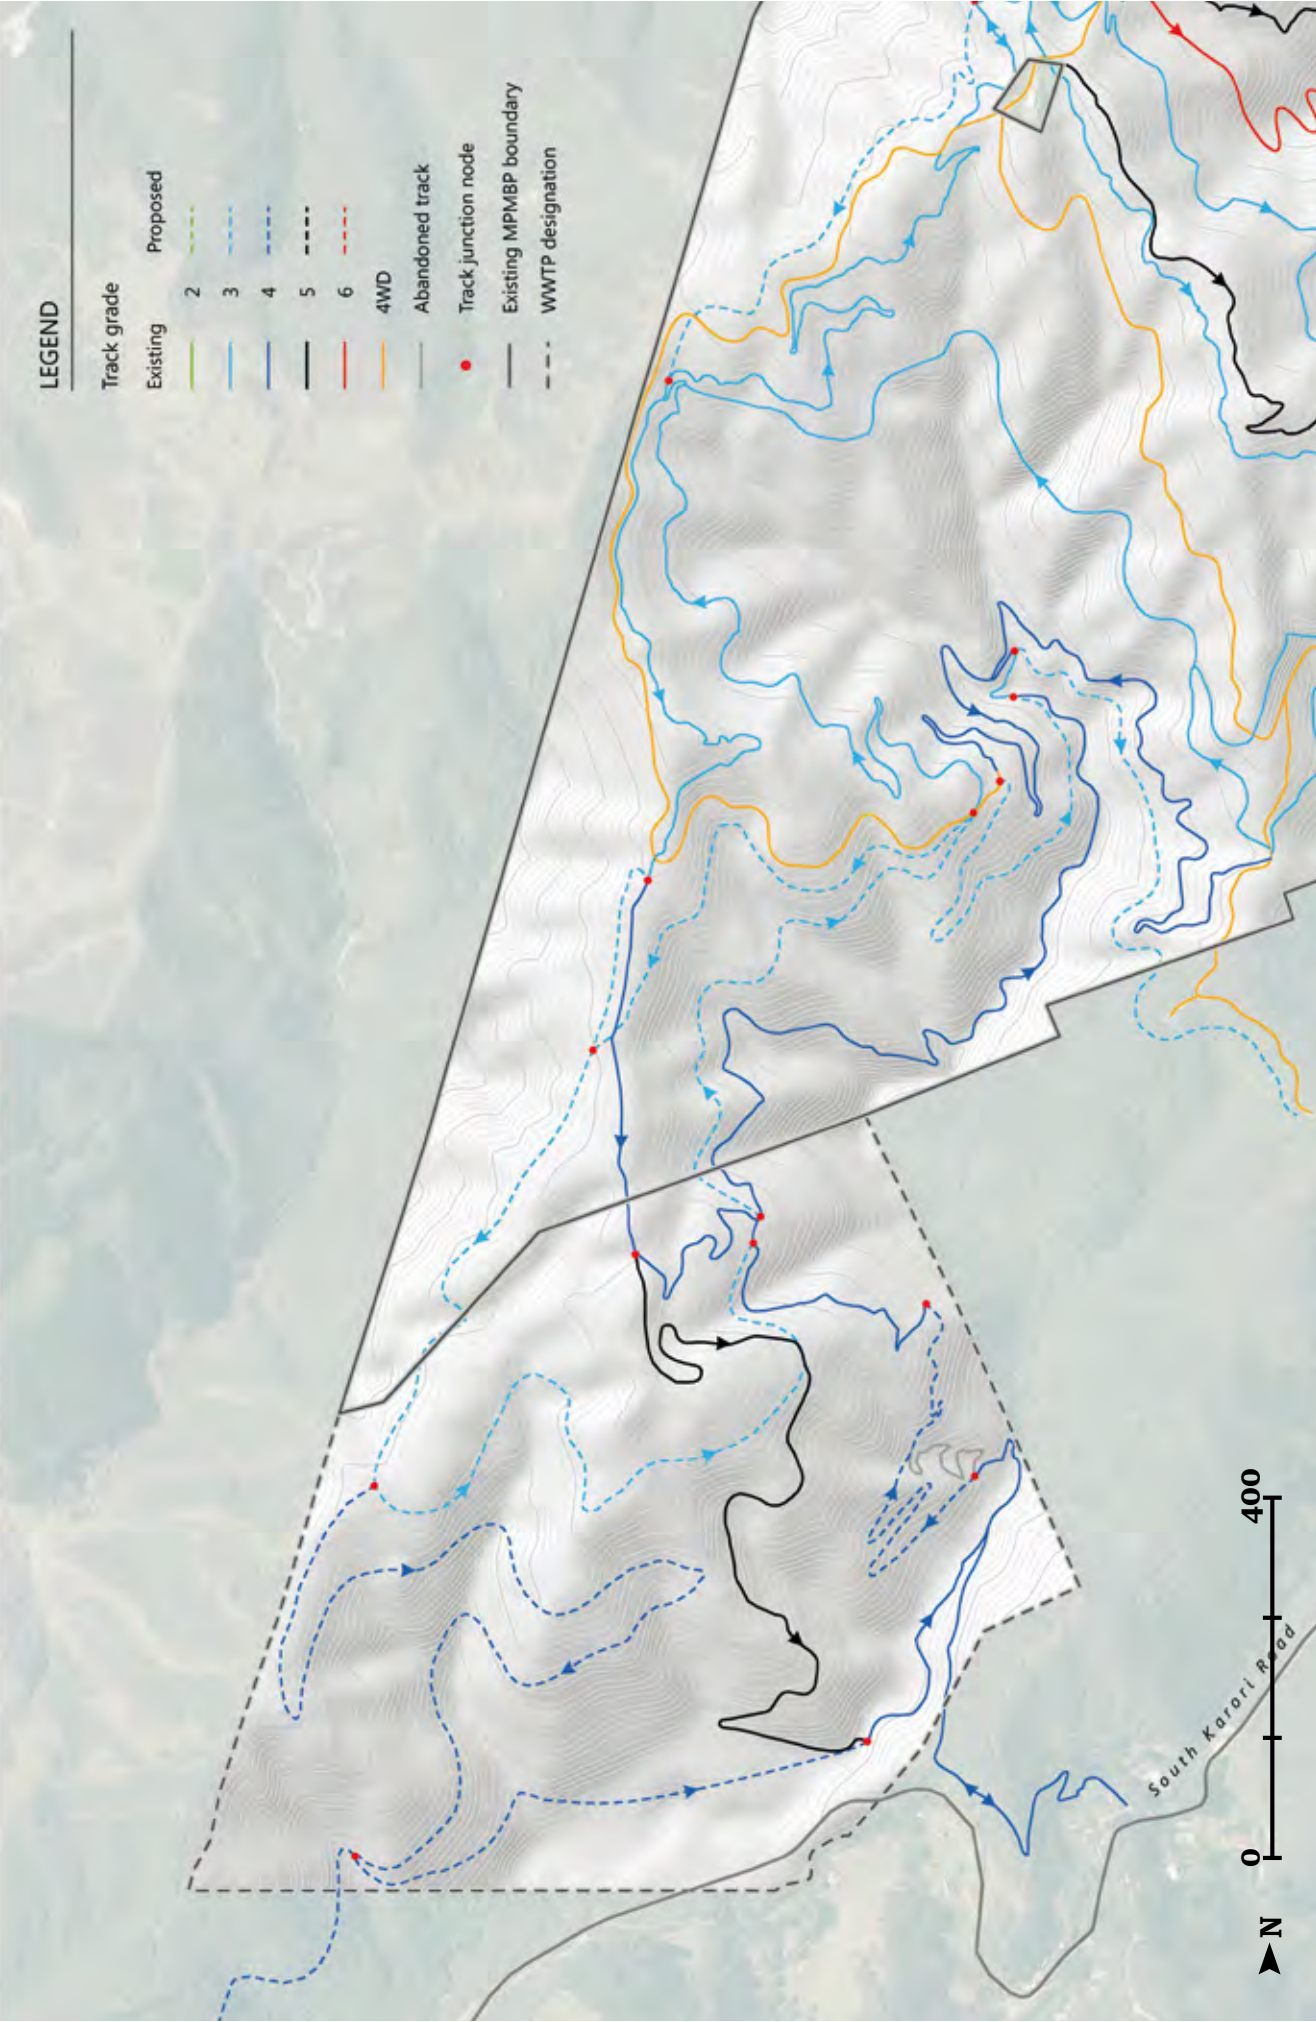 LEGEND
Track grade
Existing Proposed
2
3
4
5
6
4WD
Abandoned track
Track junction node
Existing MPMBP boundary
WWTP designation
South Karori Road
0 400
N